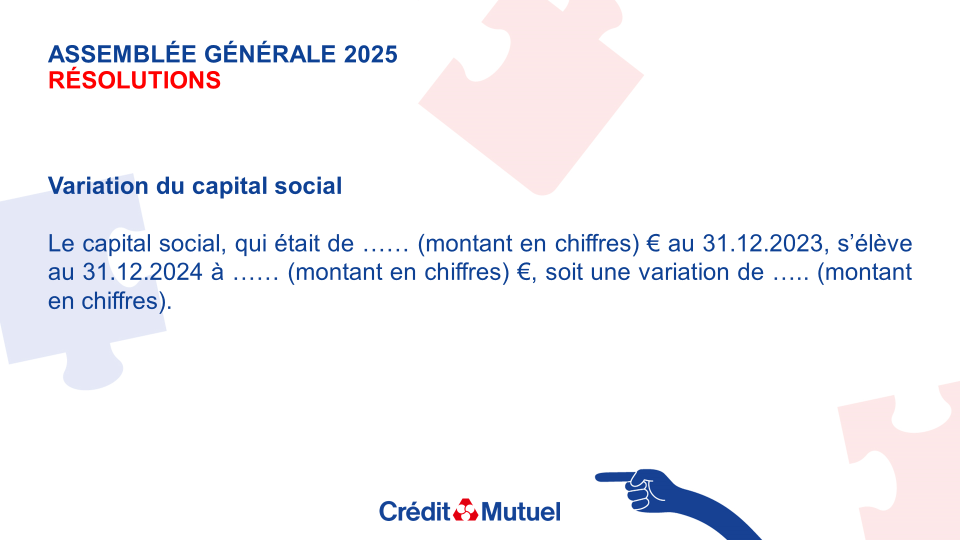 ASSEMBLÉE GÉNÉRALE 2025
RÉSOLUTIONS
Variation du capital social
Le capital social, qui était de …… (montant en chiffres) € au 31.12.2023, s’élève
au 31.12.2024 à …… (montant en chiffres) €, soit une variation de ….. (montant
en chiffres).
Crédit Mutuel